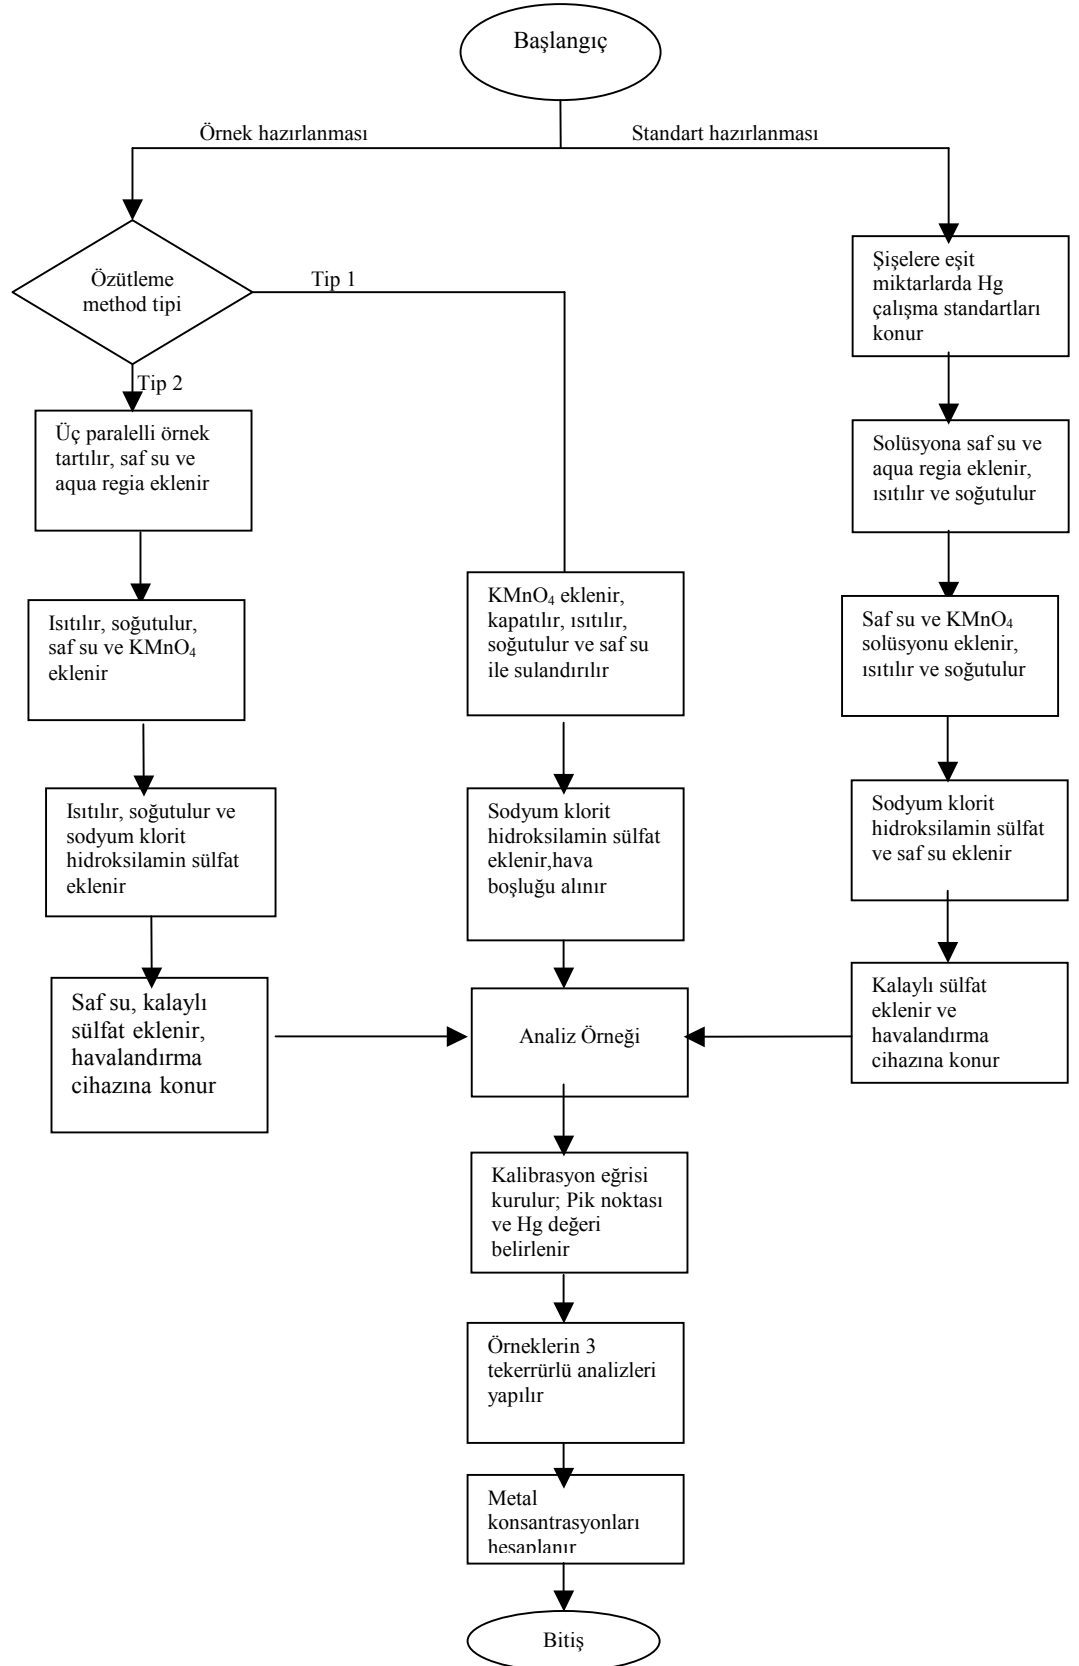 Başlangıç
Örnek hazırlanması
Standart hazırlanması
Özütleme
method tipi
Tip 1
Tip 2
Üç paralelli örnek
tartılır, saf su ve
aqua regia eklenir
Isıtılır, soğutulur,
saf su ve KMnO₄
eklenir
Isıtılır, soğutulur ve
sodyum klorit
hidroksilamin sülfat
eklenir
Saf su, kalaylı
sülfat eklenir,
havalandırma
cihazına konur
KMnO₄ eklenir,
kapatılır, ısıtılır,
soğutulur ve saf su
ile sulandırılır
Sodyum klorit
hidroksilamin sülfat
eklenir,hava
boşluğu alınır
Şişelere eşit
miktarlarda Hg
çalışma standartları
konur
Solüsyona saf su ve
aqua regia eklenir,
ısıtılır ve soğutulur
Saf su ve KMnO₄
solüsyonu eklenir,
ısıtılır ve soğutulur
Sodyum klorit
hidroksilamin sülfat
ve saf su eklenir
Kalaylı sülfat
eklenir ve
havalandırma
cihazına konur
Analiz Örneği
Kalibrasyon eğrisi
kurulur; Pik noktası
ve Hg değeri
belirlenir
Örneklerin 3
tekerrürlü analizleri
yapılır
Metal
konsantrasyonları
hesaplanır
Bitiş